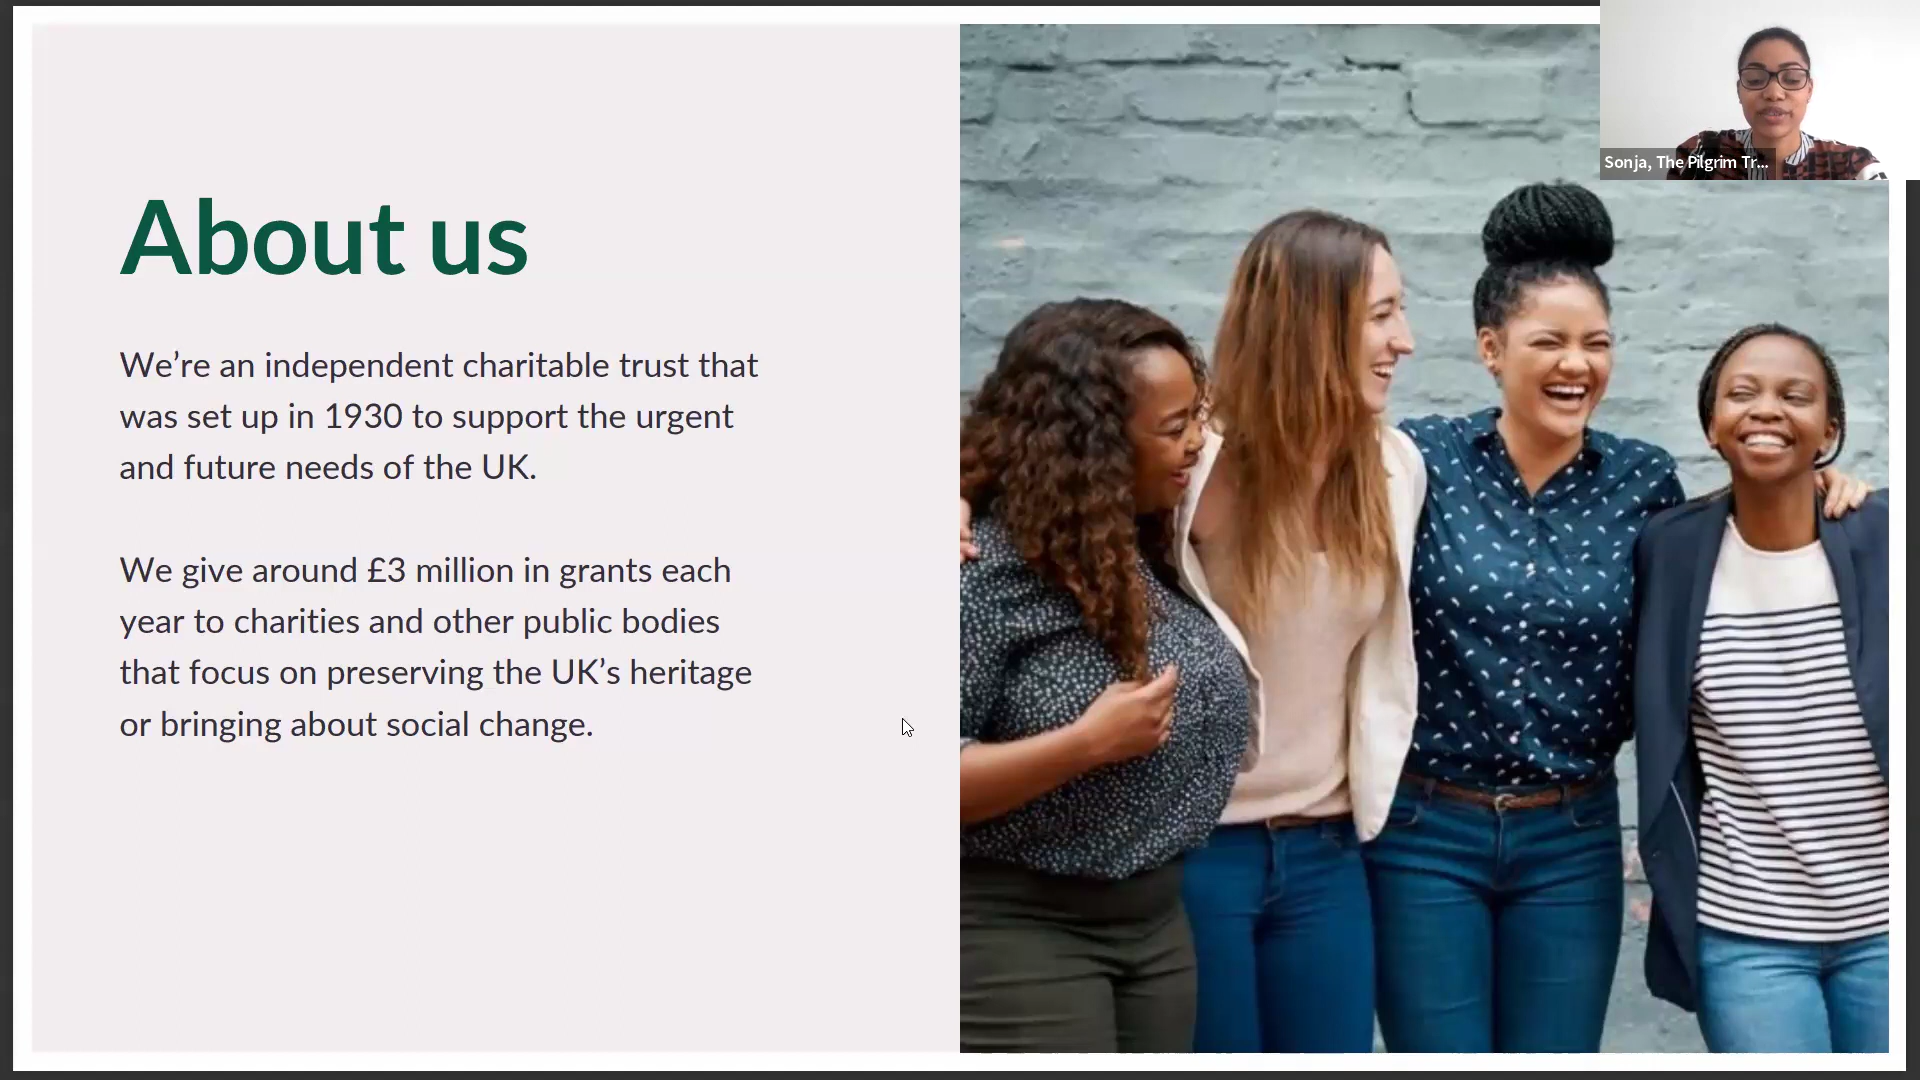 Sonja, The Pilgrim Tr...
About us
We’re an independent charitable trust that
was set up in 1930 to support the urgent
and future needs of the UK.
We give around £3 million in grants each
year to charities and other public bodies
that focus on preserving the UK’s heritage
or bringing about social change.